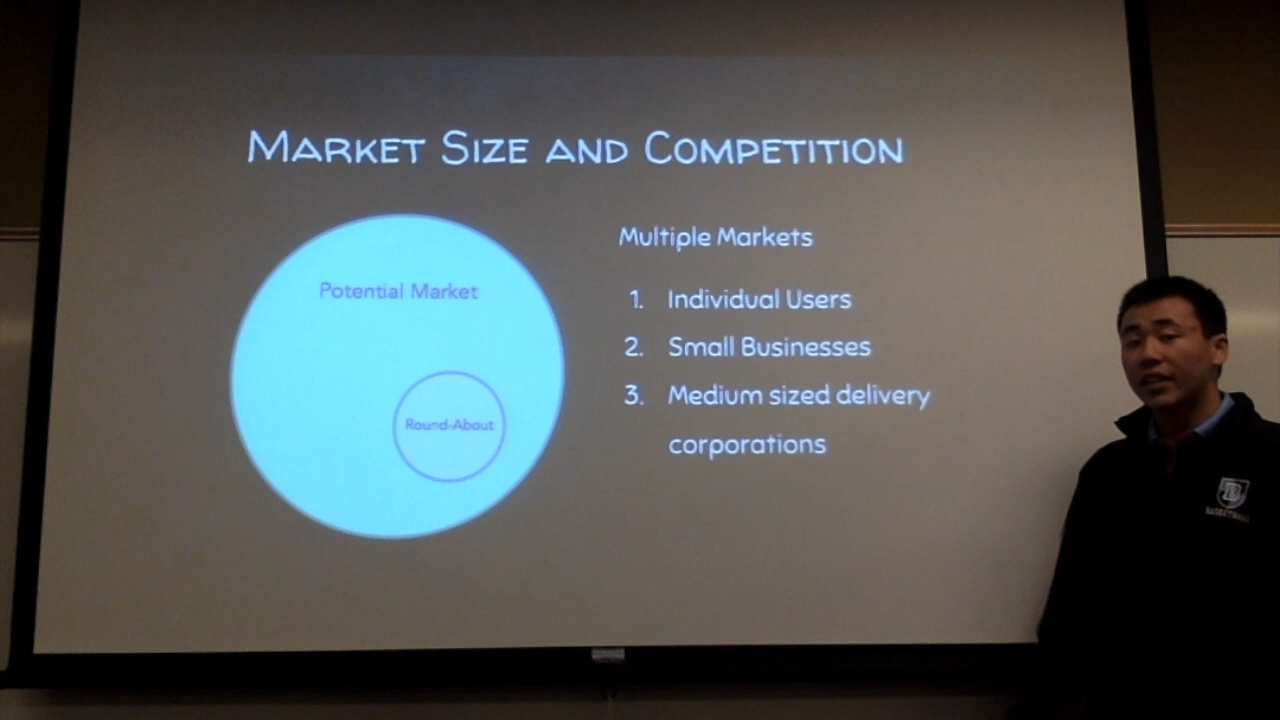 Market Size and Competition
Potential Market
Round-About
Multiple Markets
1. Individual Users
2. Small Businesses
3. Medium sized delivery
corporations
B
BASKETBALL